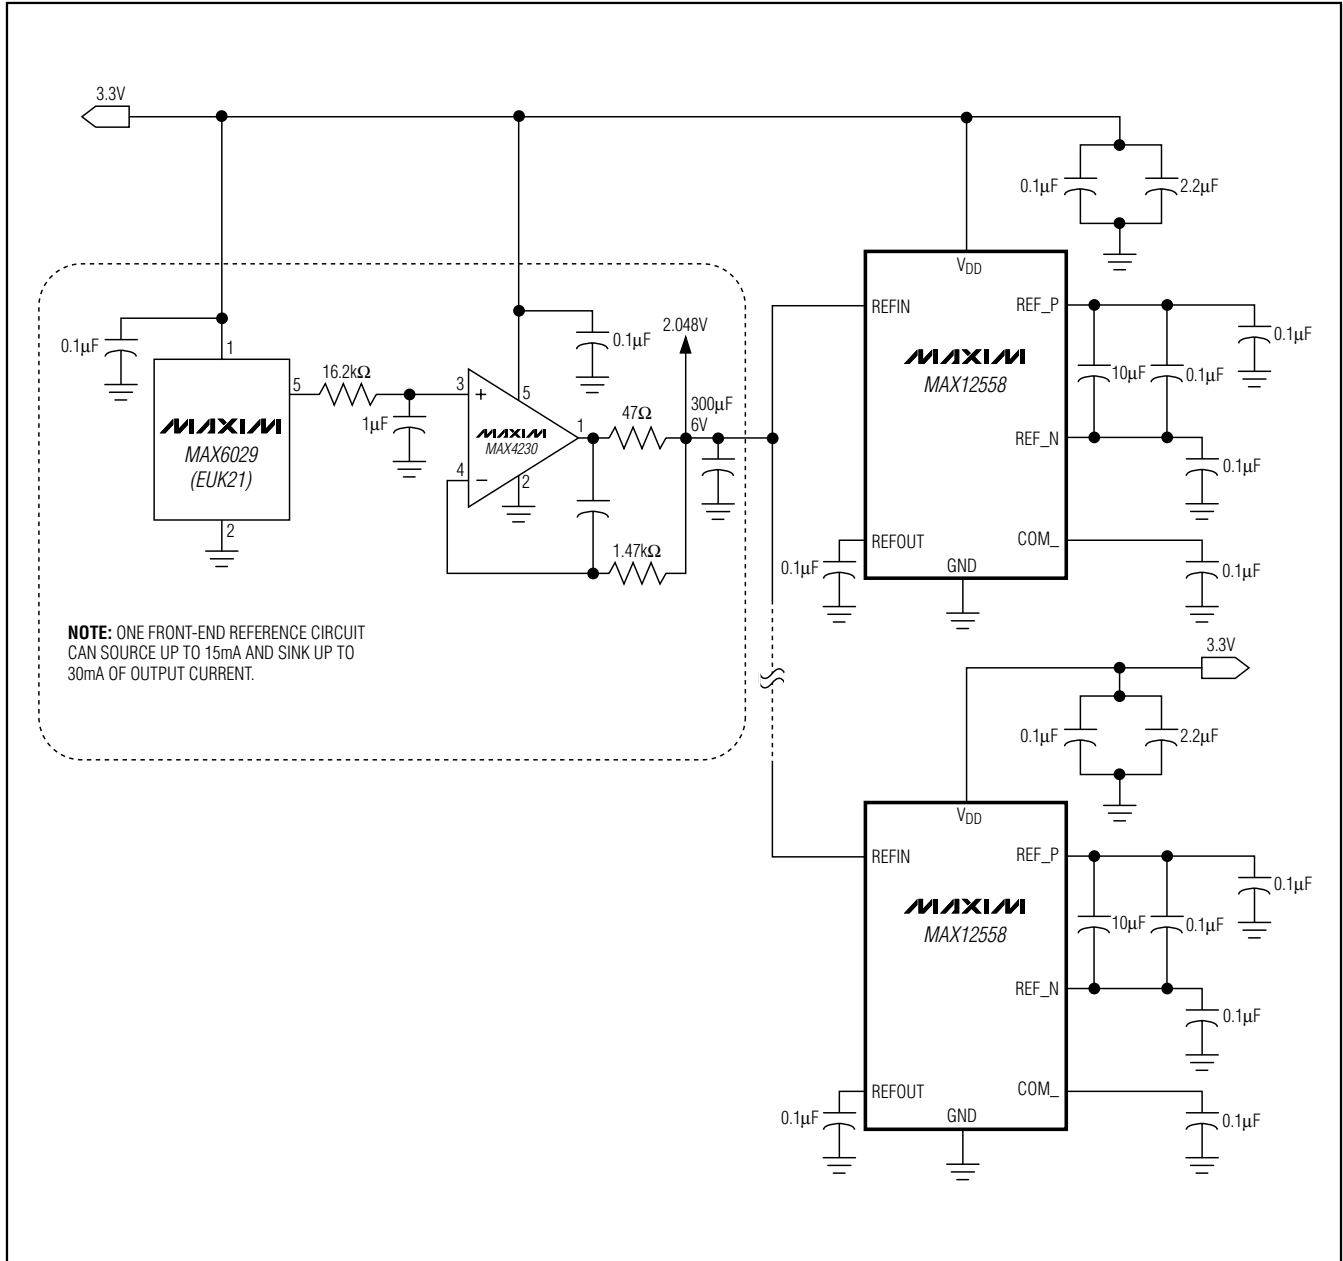 3.3V
0.1µF
2.2µF
0.1µF
1
5
16.2kΩ
1µF
MAXIM
MAX6029
(EUK21)
2
3
+
4
−
5
2
1
MAXIM
MAX4230
0.1µF
2.048V
47Ω
300µF
6V
1.47kΩ
NOTE: ONE FRONT-END REFERENCE CIRCUIT
CAN SOURCE UP TO 15mA AND SINK UP TO
30mA OF OUTPUT CURRENT.
VDD
REFIN
REF_P
MAXIM
MAX12558
REF_N
REFOUT
COM_
GND
0.1µF
10µF
0.1µF
0.1µF
0.1µF
0.1µF
3.3V
0.1µF
2.2µF
VDD
REFIN
REF_P
MAXIM
MAX12558
REF_N
REFOUT
COM_
GND
0.1µF
10µF
0.1µF
0.1µF
0.1µF
0.1µF